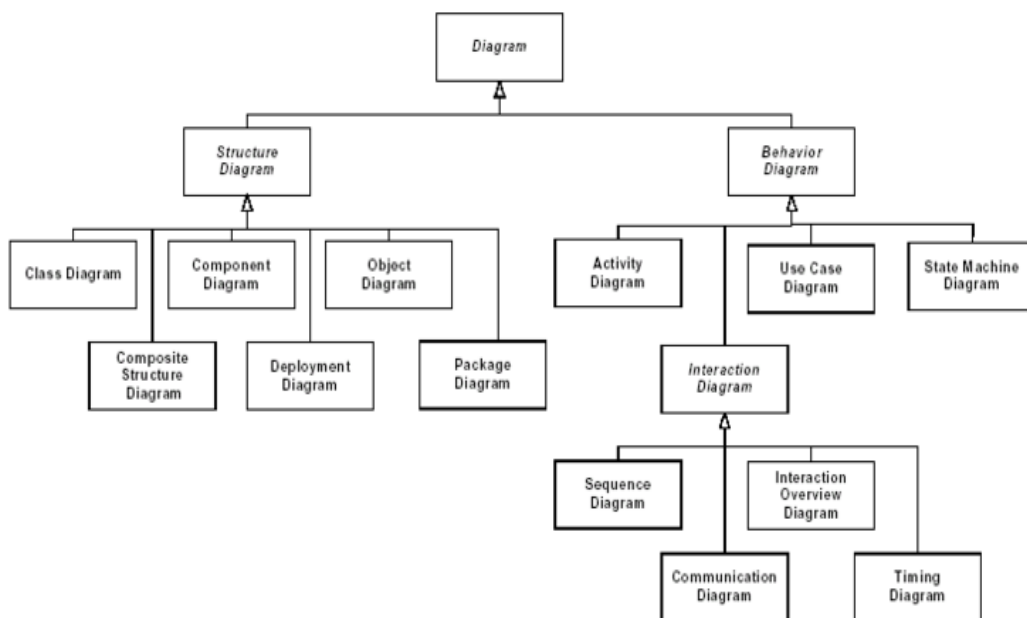 Diagram
Structure
Diagram
Behavior
Diagram
Class Diagram
Component
Diagram
Object
Diagram
Activity
Diagram
Use Case
Diagram
State Machine
Diagram
Composite
Structure
Diagram
Deployment
Diagram
Package
Diagram
Interaction
Diagram
Sequence
Diagram
Interaction
Overview
Diagram
Communication
Diagram
Timing
Diagram